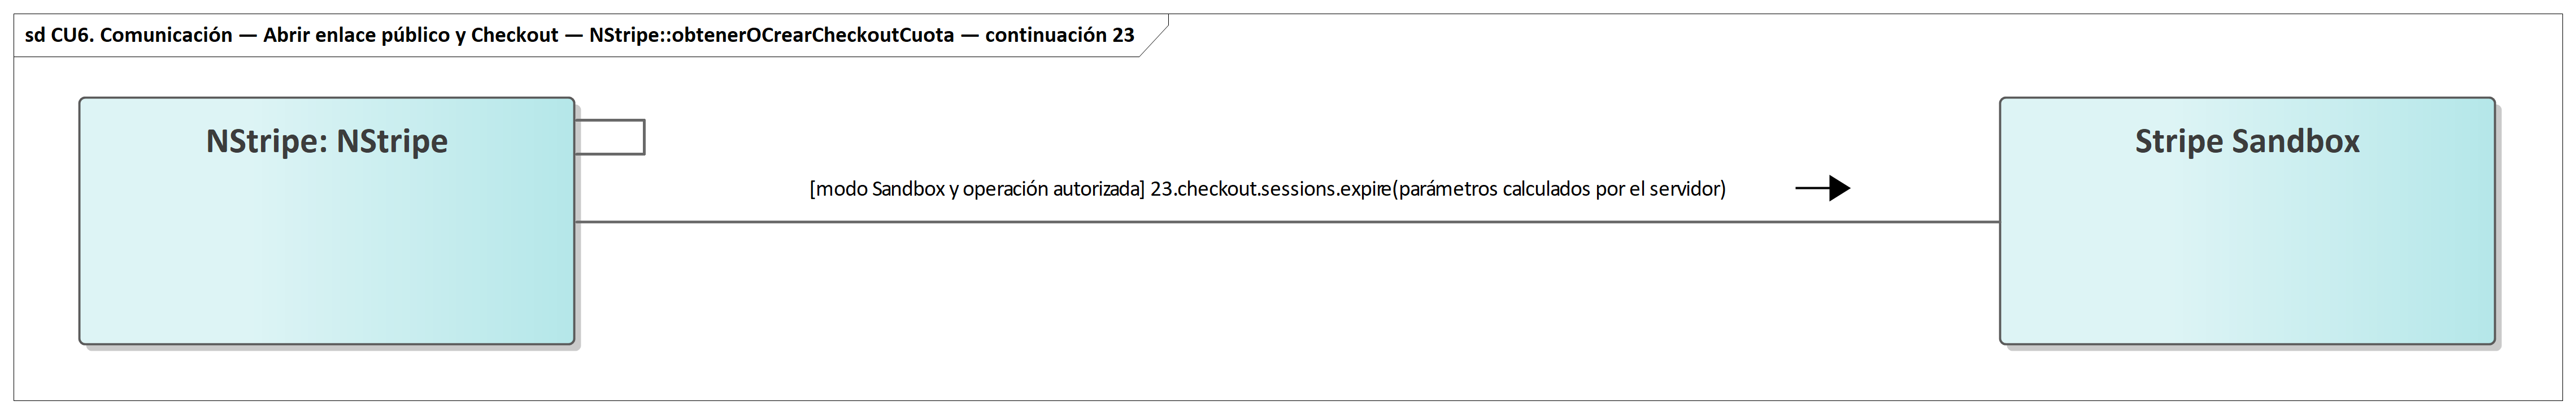 sd CU6. Comunicación — Abrir enlace público y Checkout — NStripe::obtenerOCrearCheckoutCuota — continuación 23
NStripe: NStripe
Stripe Sandbox
[modo Sandbox y operación autorizada] 23.checkout.sessions.expire(parámetros calculados por el servidor)